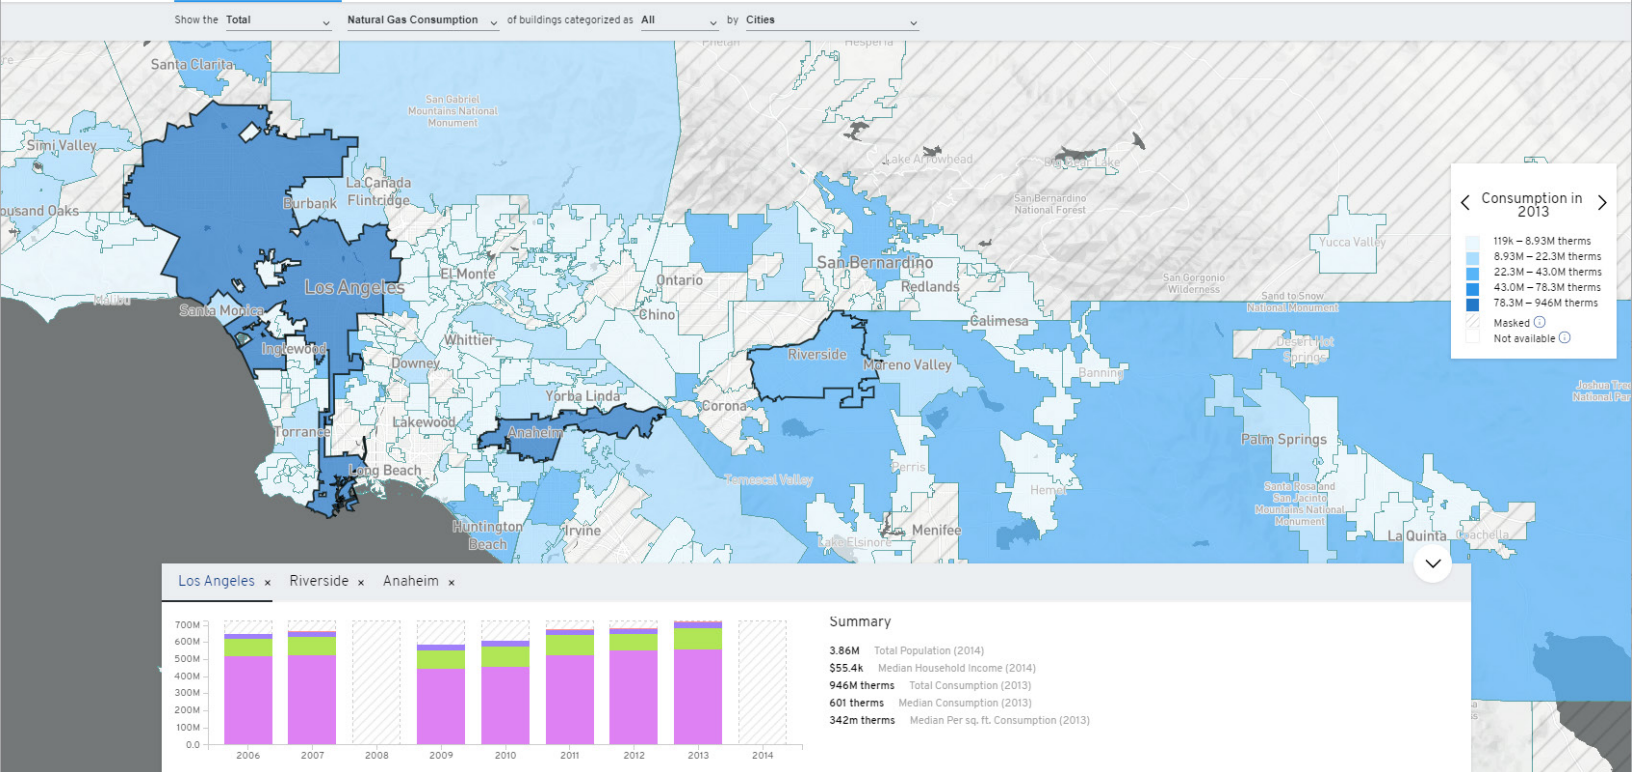 Show the Total Natural Gas Consumption of buildings categorized as All by Cities
Phelan
Hesperia
Santa Clarita
San Gabriel
Mountains National
Monument
Simi Valley
Lake Arrowhead
Big Bear Lake
La Canada
Flintridge
Burbank
ousand Oaks
San Bernardino
National Forest
Yucca Valley
San Bernardino
El Monte
Ontario
Redlands
San Gorgonio
Wilderness
Los Angeles
Malibu
Santa Monica
Chino
Sand to Snow
National Monument
Calimesa
Whittier
Inglewood
Riverside
Desert Hot
Springs
Downey
Moreno Valley
Banning
Joshua Tree
National Par
Yorba Linda
Corona
Torrance
Lakewood
Anaheim
Palm Springs
Long Beach
Perris
Temescal Valley
Hemet
Santa Rosa and
San Jacinto
Mountains National
Monument
Huntington
Beach
Irvine
Menifee
Lake Elsinore
La Quinta
Coachella
Consumption in
2013
119k – 8.93M therms
8.93M – 22.3M therms
22.3M – 43.0M therms
43.0M – 78.3M therms
78.3M – 946M therms
Masked
Not available
Los Angeles × Riverside × Anaheim ×
700M
600M
500M
400M
300M
200M
100M
0.0
2006 2007 2008 2009 2010 2011 2012 2013 2014
Summary
3.86M Total Population (2014)
$55.4k Median Household Income (2014)
946M therms Total Consumption (2013)
601 therms Median Consumption (2013)
342m therms Median Per sq. ft. Consumption (2013)